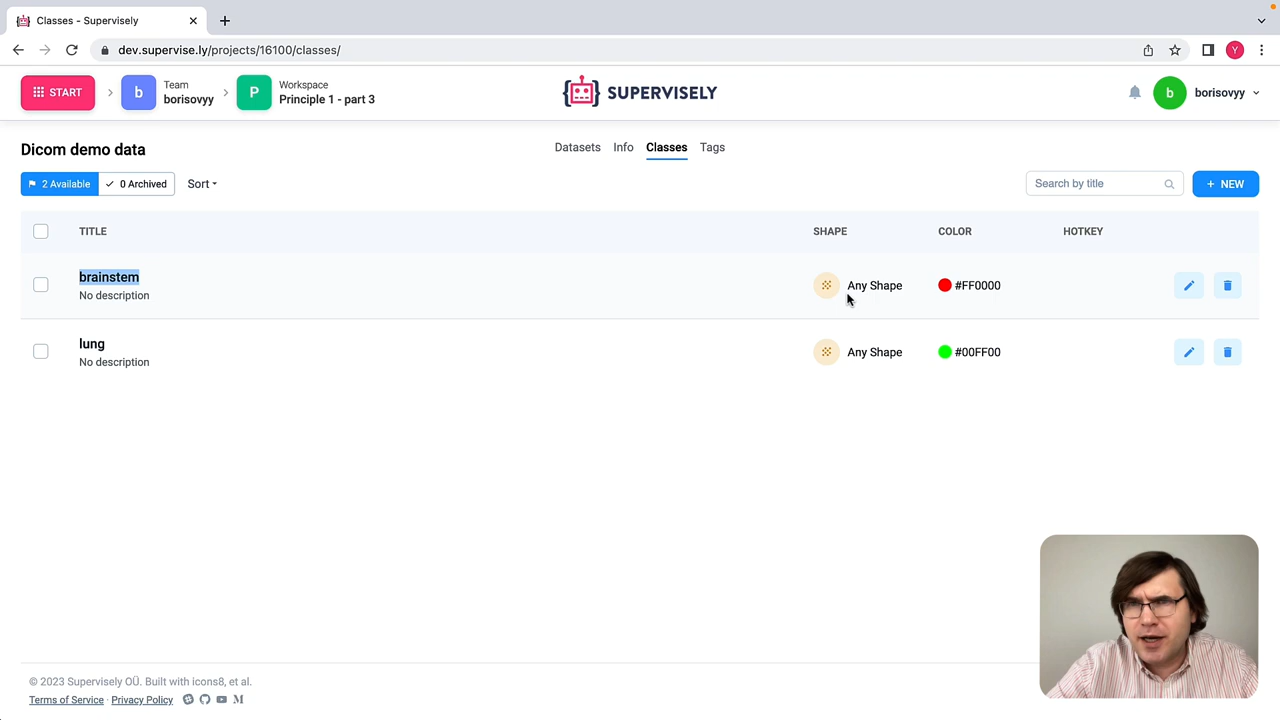 Classes - Supervisely
dev.supervise.ly/projects/16100/classes/
Y
START
b
Team
borisovyy
P
Workspace
Principle 1 - part 3
SUPERVISELY
b
borisovyy
Dicom demo data
Datasets Info Classes Tags
2 Available 0 Archived Sort
Search by title
+ NEW
TITLE SHAPE COLOR HOTKEY
brainstem
No description
Any Shape #FF0000
lung
No description
Any Shape #00FF00
© 2023 Supervisely OÜ. Built with icons8, et al.
Terms of Service · Privacy Policy